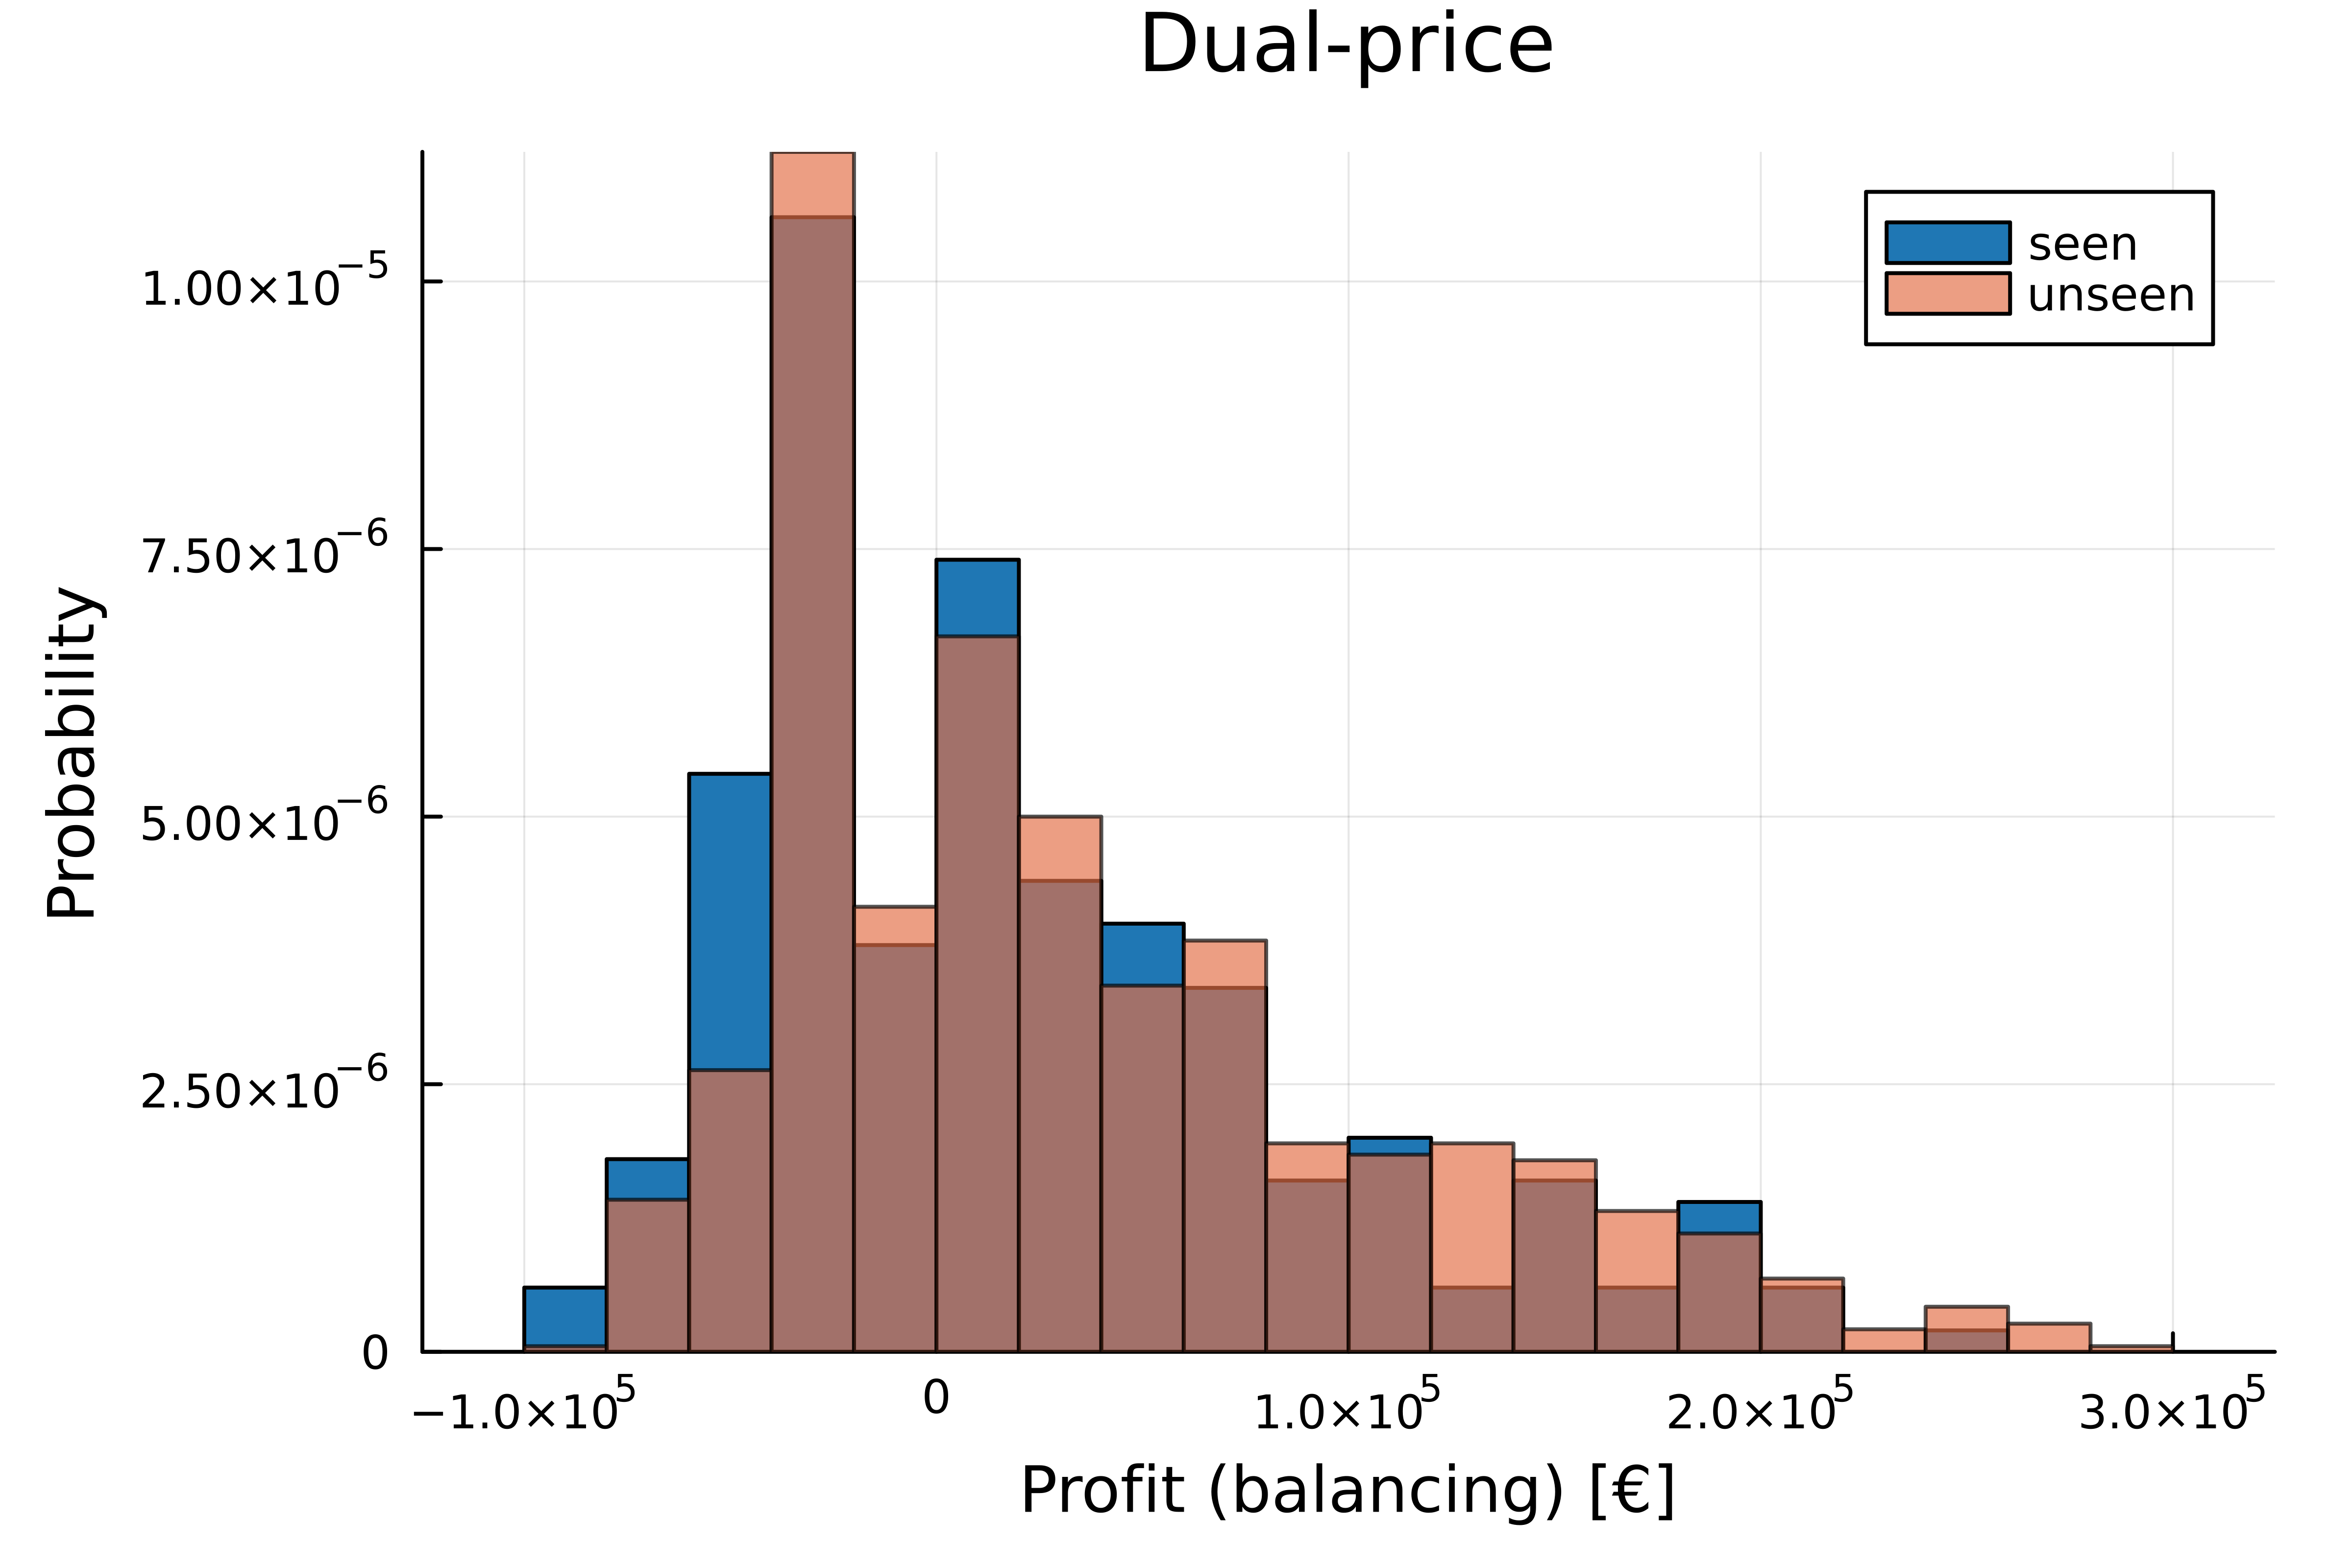 Dual-price
seen
unseen
Probability
1.00×10⁻⁵
7.50×10⁻⁶
5.00×10⁻⁶
2.50×10⁻⁶
0
−1.0×10⁵ 0 1.0×10⁵ 2.0×10⁵ 3.0×10⁵
Profit (balancing) [€]